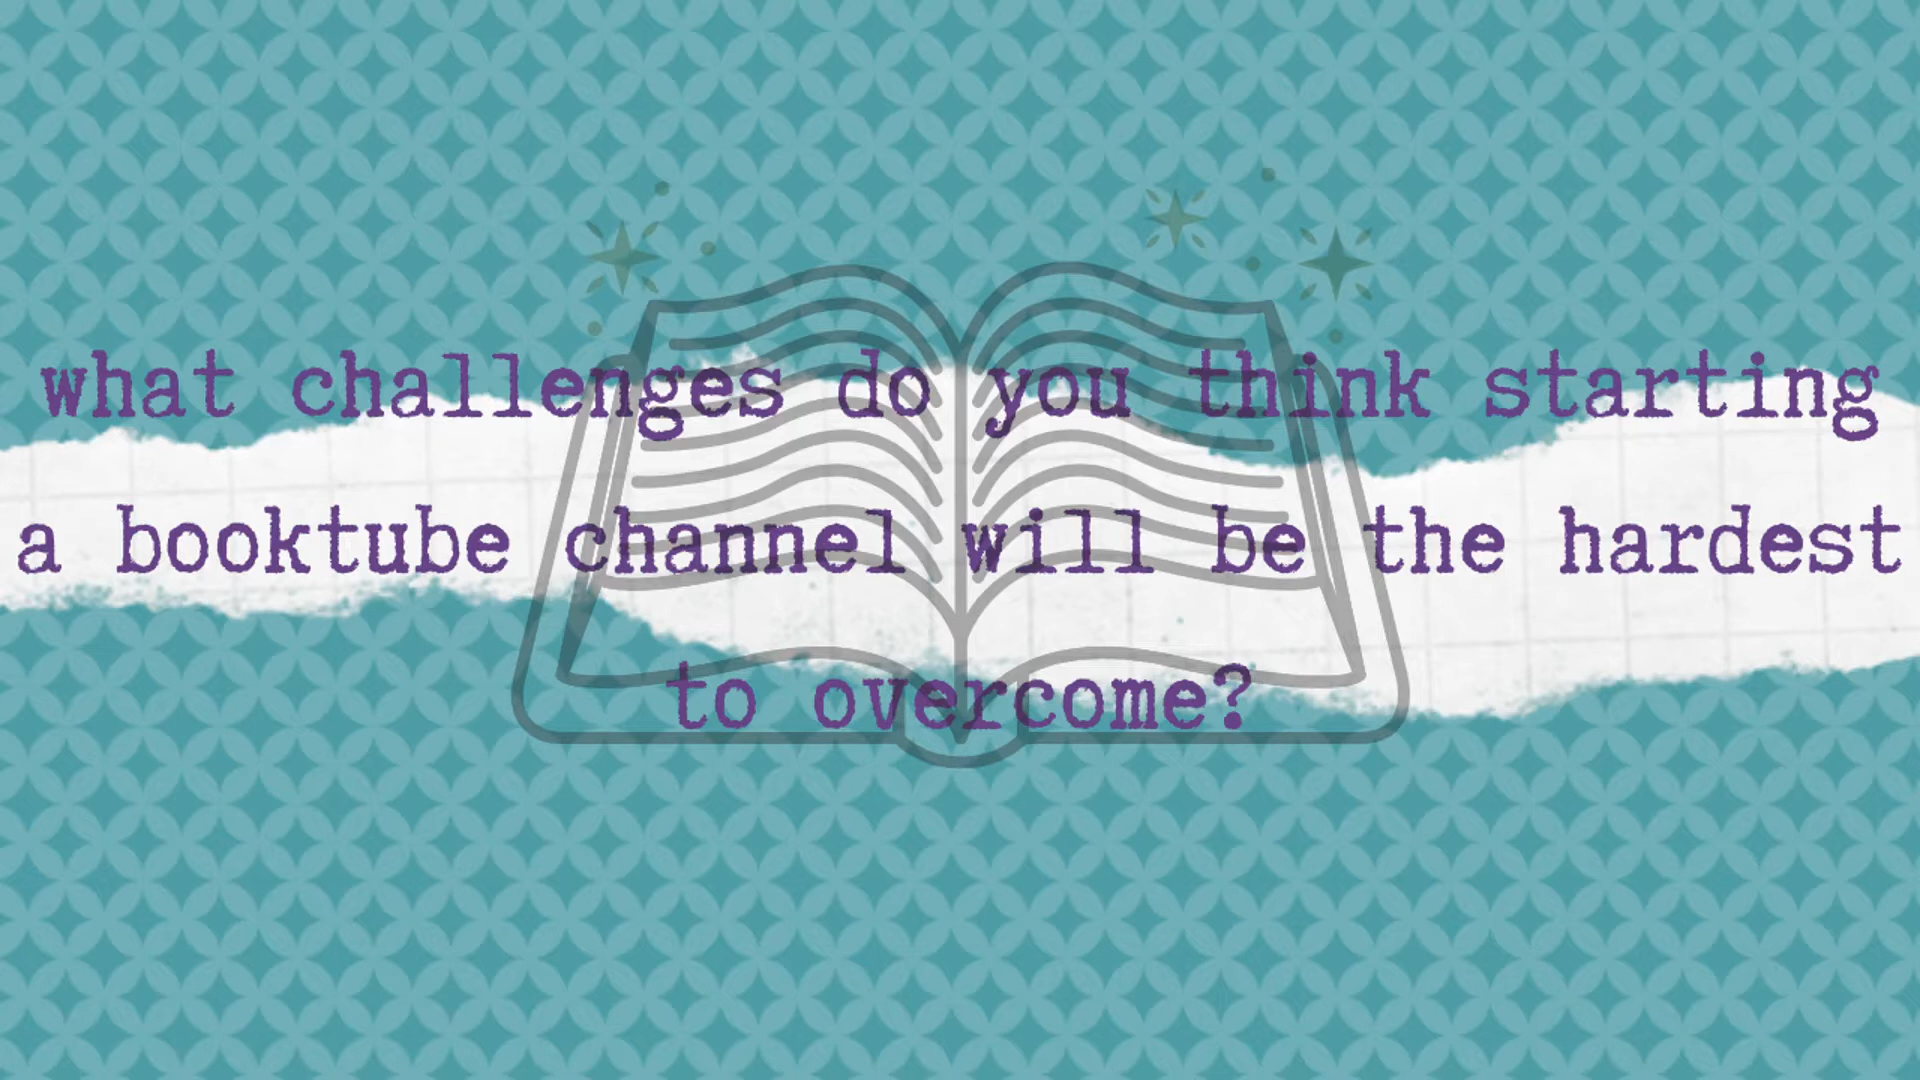 what challenges do you think starting
a booktube channel will be the hardest
to overcome?